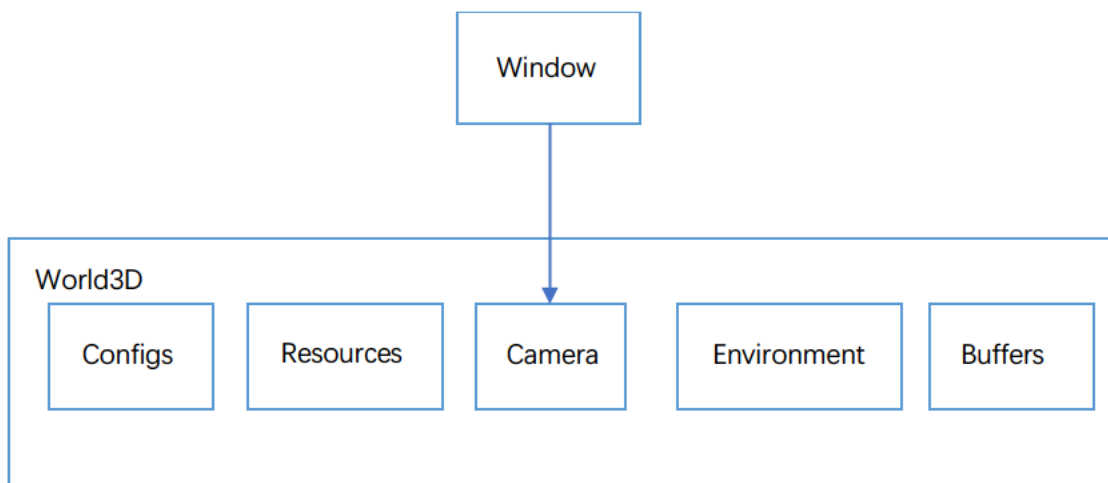 Window
World3D
Configs
Resources
Camera
Environment
Buffers